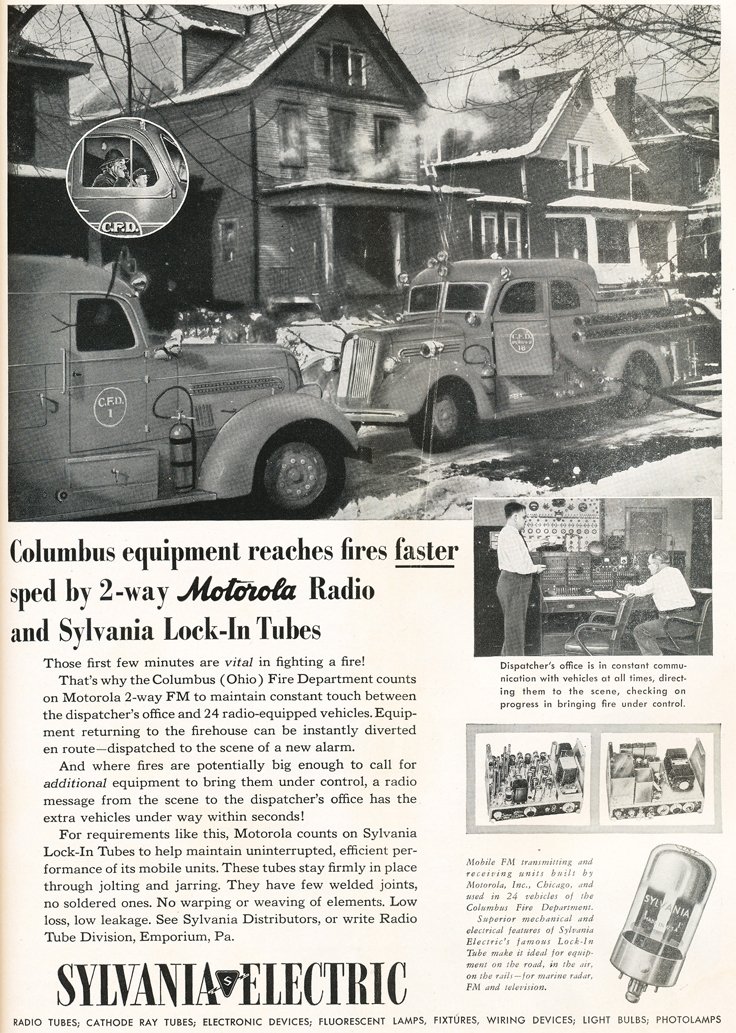 C.F.D.
C.F.D.
1
C.F.D.
18
Columbus equipment reaches fires faster
sped by 2-way Motorola Radio
and Sylvania Lock-In Tubes
Those first few minutes are vital in fighting a fire!
That's why the Columbus (Ohio) Fire Department counts
on Motorola 2-way FM to maintain constant touch between
the dispatcher's office and 24 radio-equipped vehicles. Equip-
ment returning to the firehouse can be instantly diverted
en route—dispatched to the scene of a new alarm.
And where fires are potentially big enough to call for
additional equipment to bring them under control, a radio
message from the scene to the dispatcher's office has the
extra vehicles under way within seconds!
For requirements like this, Motorola counts on Sylvania
Lock-In Tubes to help maintain uninterrupted, efficient per-
formance of its mobile units. These tubes stay firmly in place
through jolting and jarring. They have few welded joints,
no soldered ones. No warping or weaving of elements. Low
loss, low leakage. See Sylvania Distributors, or write Radio
Tube Division, Emporium, Pa.
Dispatcher's office is in constant commu-
nication with vehicles at all times, direct-
ing them to the scene, checking on
progress in bringing fire under control.
Mobile FM transmitting and
receiving units built by
Motorola, Inc., Chicago, and
used in 24 vehicles of the
Columbus Fire Department.
Superior mechanical and
electrical features of Sylvania
Electric's famous Lock-In
Tube make it ideal for equip-
ment on the road, in the air,
on the rails—for marine radar,
FM and television.
SYLVANIA
SYLVANIA S ELECTRIC
RADIO TUBES; CATHODE RAY TUBES; ELECTRONIC DEVICES; FLUORESCENT LAMPS, FIXTURES, WIRING DEVICES; LIGHT BULBS; PHOTOLAMPS